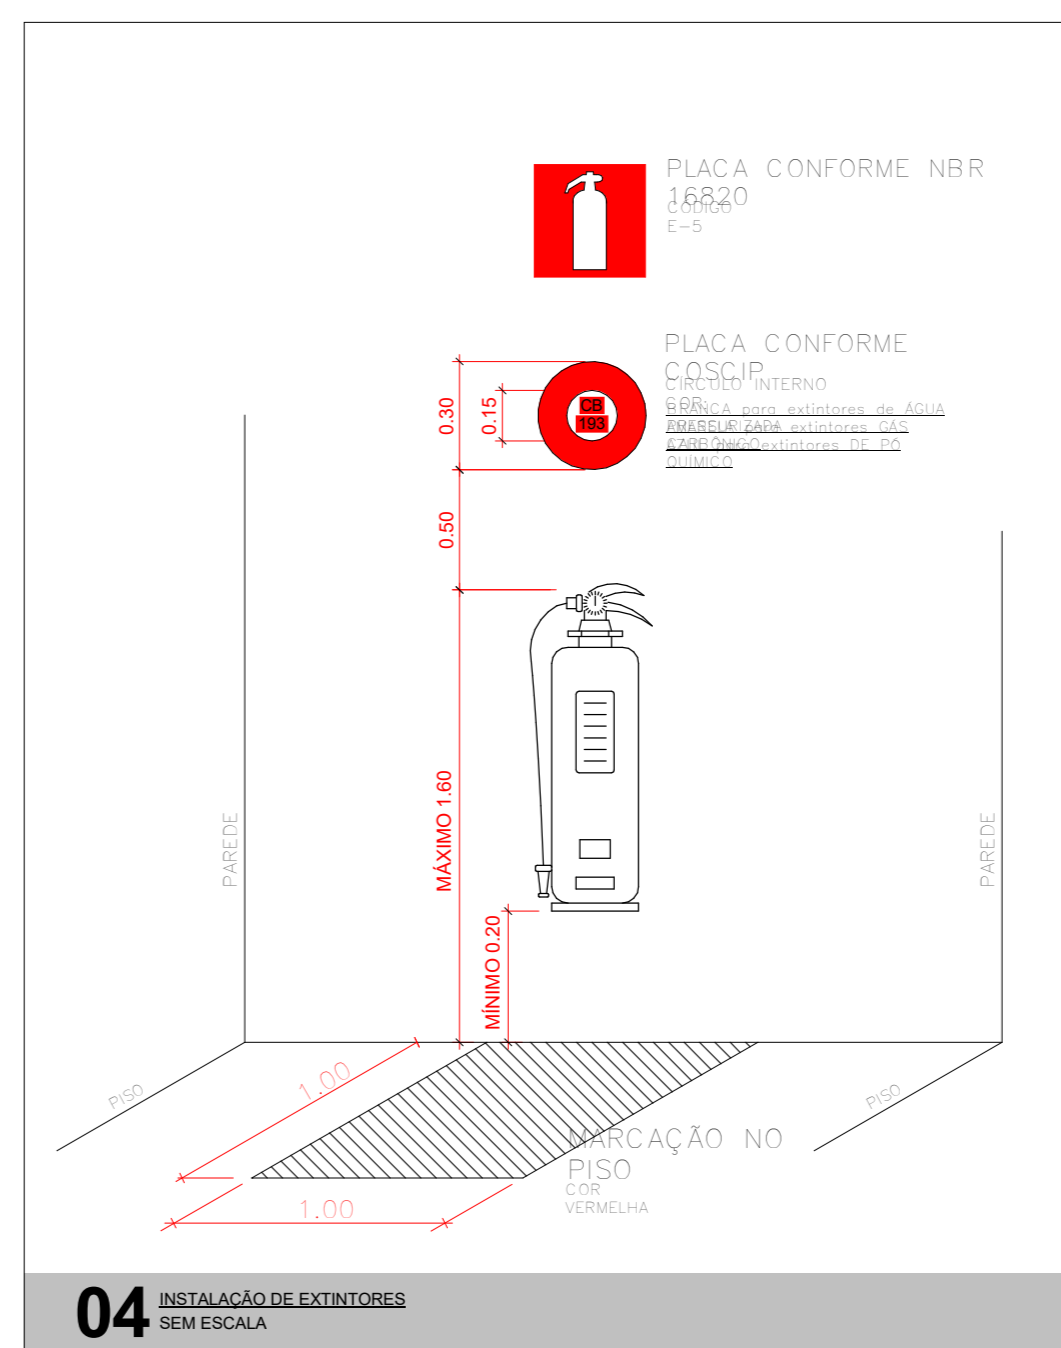 PLACA CONFORME NBR
16820
CÓDIGO
E-5
PLACA CONFORME
COSCIP
CÍRCULO INTERNO
COR:
BRANCA para extintores de ÁGUA
PRESSURIZADA
AMARELA para extintores GÁS
CARBÔNICO
AZUL para extintores DE PÓ
QUÍMICO
CB
193
0.30
0.15
0.50
MÁXIMO 1.60
MÍNIMO 0.20
PAREDE
PAREDE
PISO
PISO
1.00
1.00
MARCAÇÃO NO
PISO
COR
VERMELHA
04
INSTALAÇÃO DE EXTINTORES
SEM ESCALA